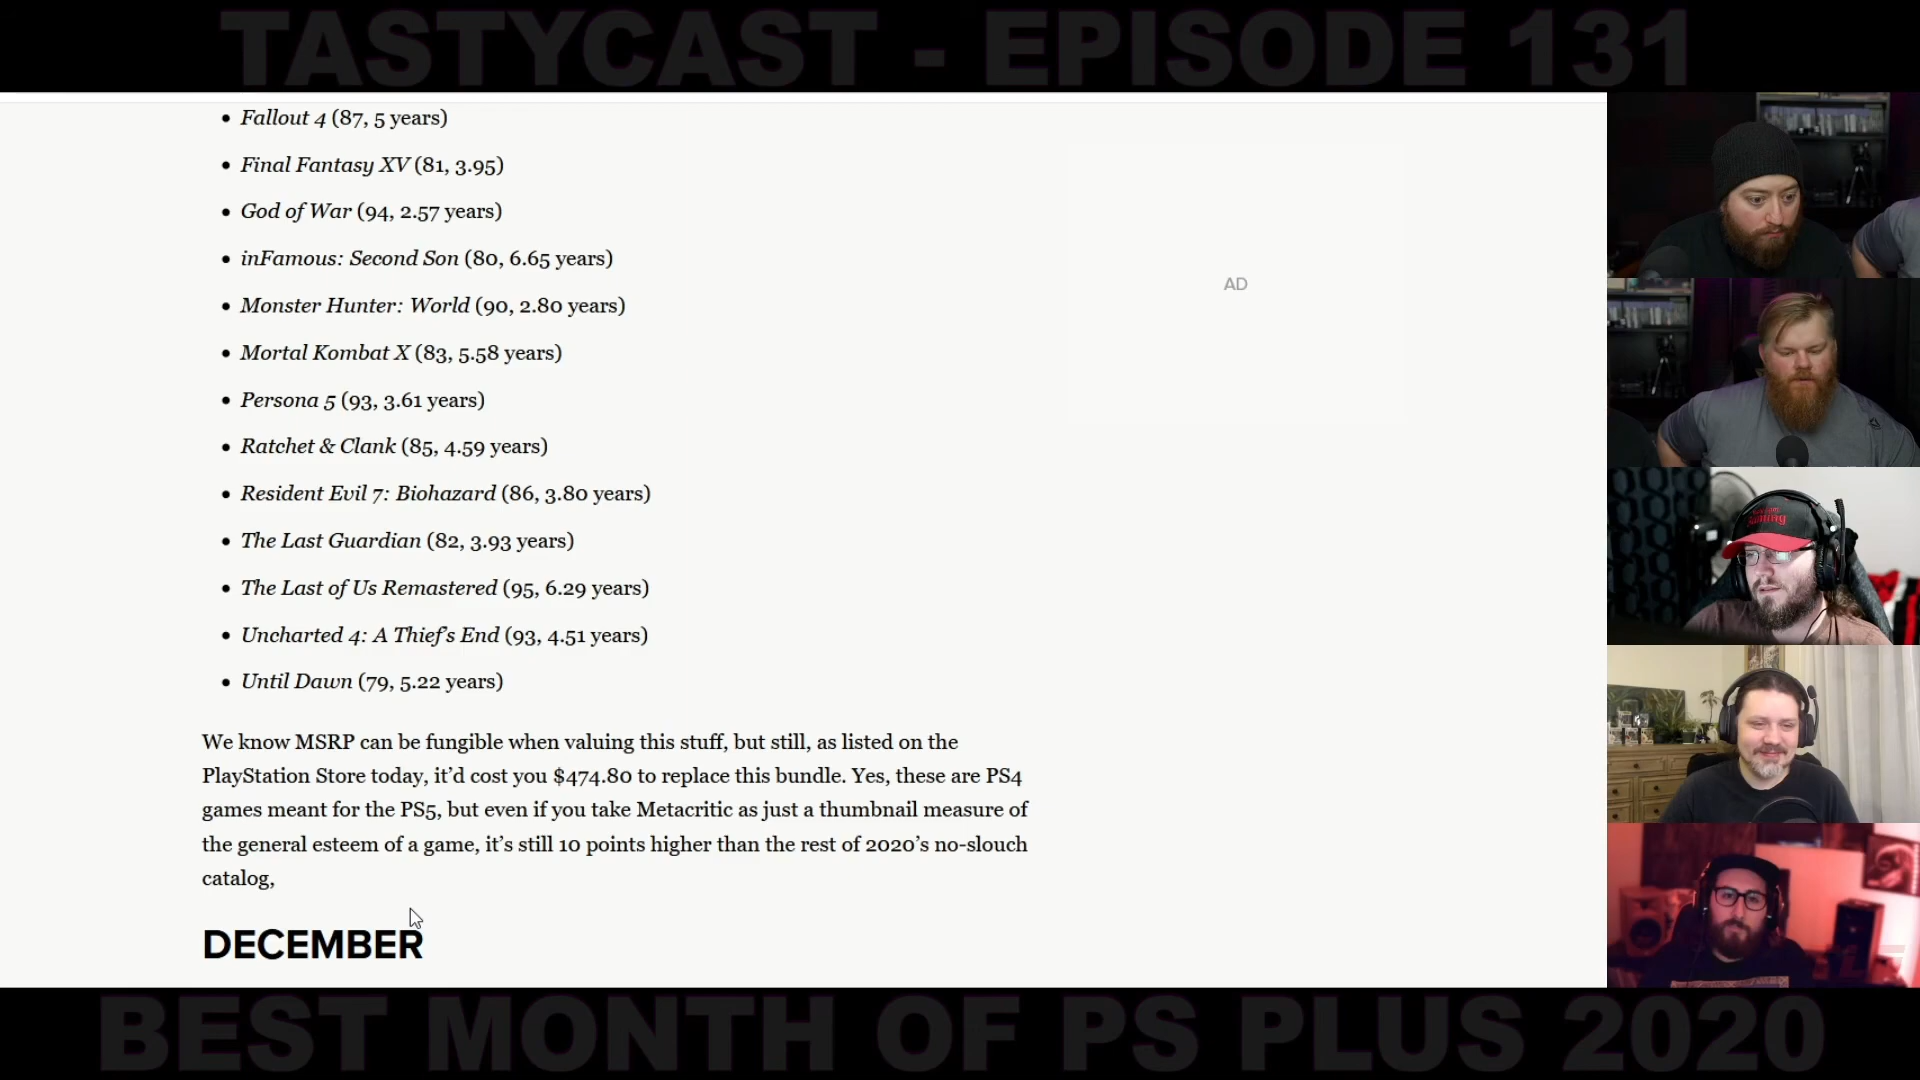 TASTYCAST - EPISODE 131
Fallout 4 (87, 5 years)
Final Fantasy XV (81, 3.95)
God of War (94, 2.57 years)
inFamous: Second Son (80, 6.65 years)
Monster Hunter: World (90, 2.80 years)
Mortal Kombat X (83, 5.58 years)
Persona 5 (93, 3.61 years)
Ratchet & Clank (85, 4.59 years)
Resident Evil 7: Biohazard (86, 3.80 years)
The Last Guardian (82, 3.93 years)
The Last of Us Remastered (95, 6.29 years)
Uncharted 4: A Thief’s End (93, 4.51 years)
Until Dawn (79, 5.22 years)
We know MSRP can be fungible when valuing this stuff, but still, as listed on the
PlayStation Store today, it’d cost you $474.80 to replace this bundle. Yes, these are PS4
games meant for the PS5, but even if you take Metacritic as just a thumbnail measure of
the general esteem of a game, it’s still 10 points higher than the rest of 2020’s no-slouch
catalog,
DECEMBER
AD
BEST MONTH OF PS PLUS 2020